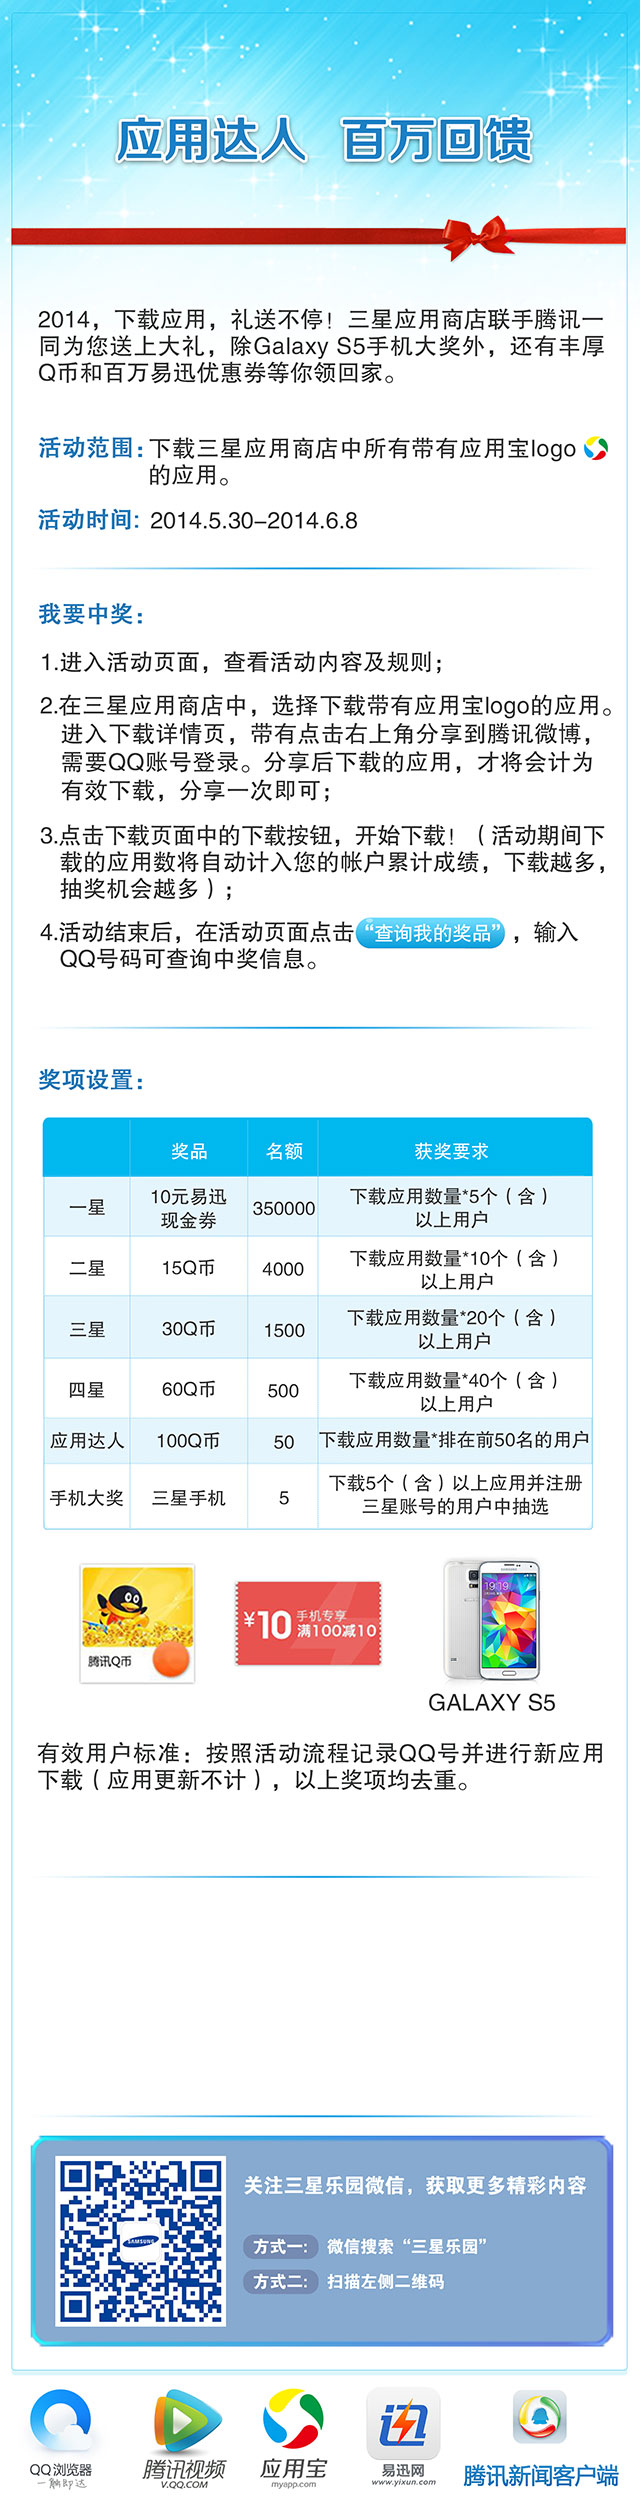 应用达人 百万回馈
2014，下载应用，礼送不停！三星应用商店联手腾讯一
同为您送上大礼，除Galaxy S5手机大奖外，还有丰厚
Q币和百万易迅优惠券等你领回家。
活动范围：下载三星应用商店中所有带有应用宝logo
的应用。
活动时间：2014.5.30-2014.6.8
我要中奖：
1.进入活动页面，查看活动内容及规则；
2.在三星应用商店中，选择下载带有应用宝logo的应用。
进入下载详情页，带有点击右上角分享到腾讯微博，
需要QQ账号登录。分享后下载的应用，才将会计为
有效下载，分享一次即可；
3.点击下载页面中的下载按钮，开始下载！（活动期间下
载的应用数将自动计入您的帐户累计成绩，下载越多，
抽奖机会越多）；
4.活动结束后，在活动页面点击“查询我的奖品”，输入
QQ号码可查询中奖信息。
奖项设置：
奖品 名额 获奖要求
一星 10元易迅现金券 350000 下载应用数量*5个（含）以上用户
二星 15Q币 4000 下载应用数量*10个（含）以上用户
三星 30Q币 1500 下载应用数量*20个（含）以上用户
四星 60Q币 500 下载应用数量*40个（含）以上用户
应用达人 100Q币 50 下载应用数量*排在前50名的用户
手机大奖 三星手机 5 下载5个（含）以上应用并注册三星账号的用户中抽选
腾讯Q币
¥10 手机专享 满100减10
19:19
GALAXY S5
有效用户标准：按照活动流程记录QQ号并进行新应用
下载（应用更新不计），以上奖项均去重。
SAMSUNG
关注三星乐园微信，获取更多精彩内容
方式一： 微信搜索“三星乐园”
方式二： 扫描左侧二维码
QQ浏览器
一触即达
腾讯视频
V.QQ.COM
应用宝
myapp.com
易迅网
www.yixun.com
腾讯新闻客户端